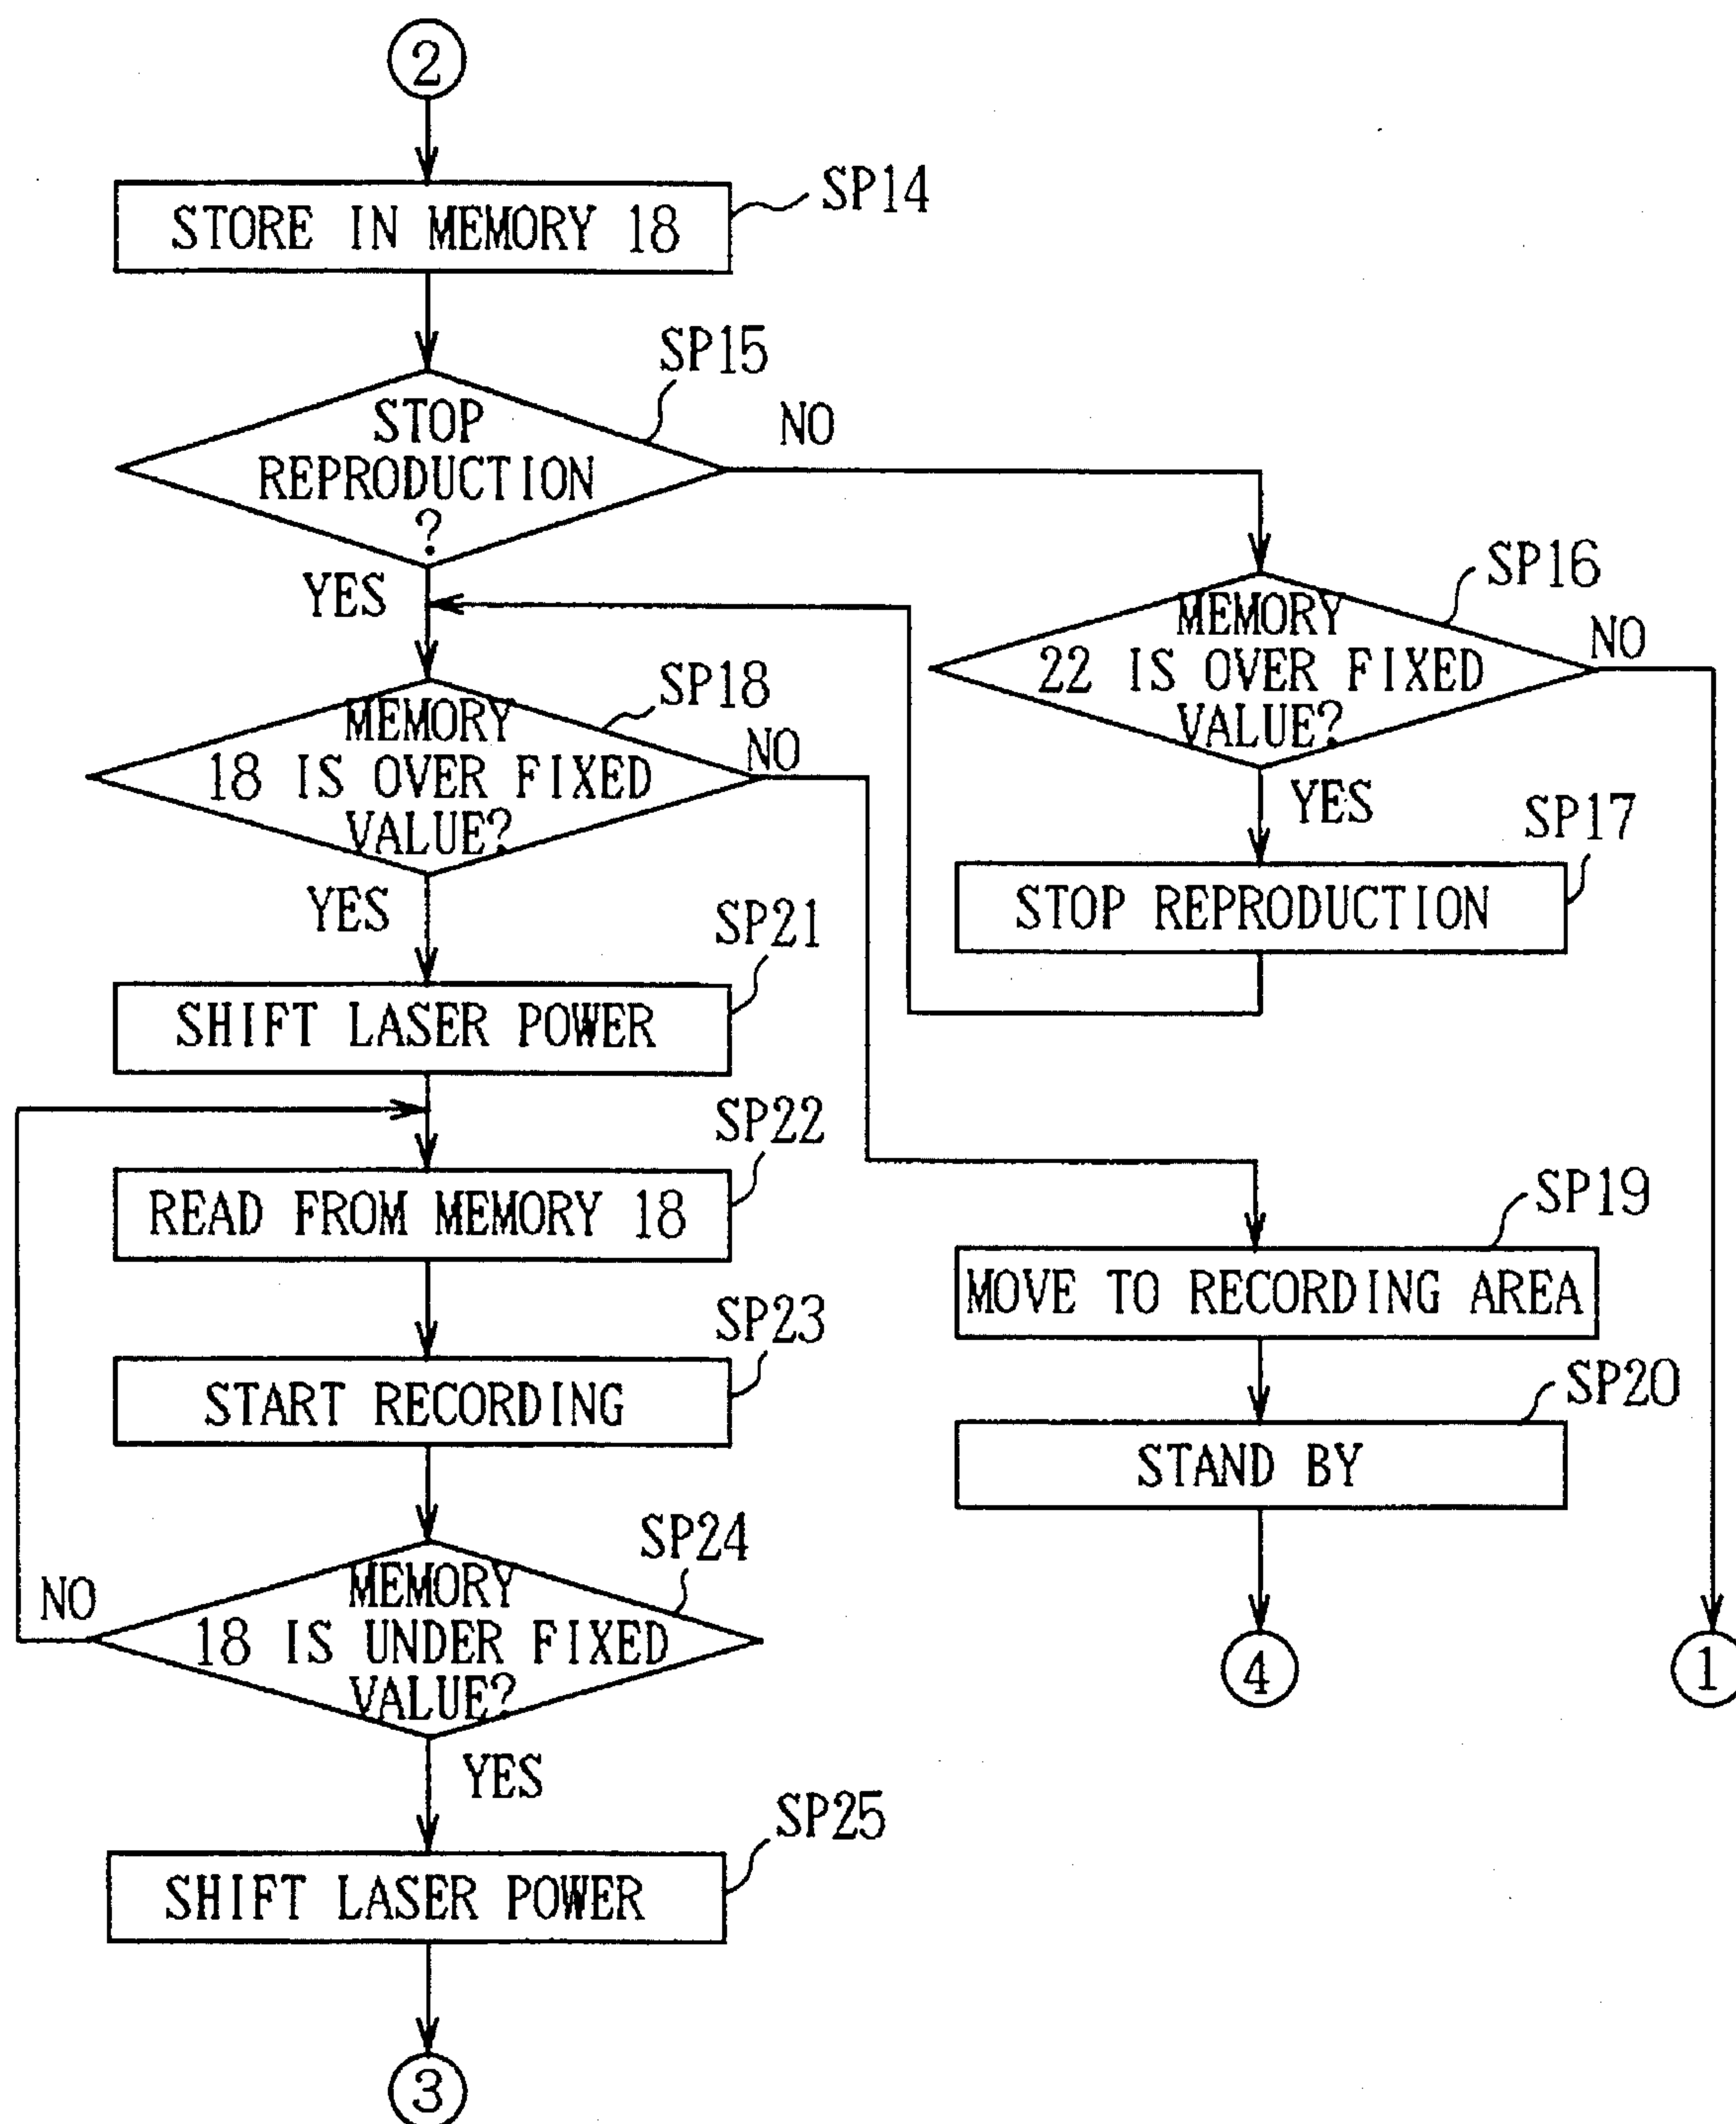 2
STORE IN MEMORY 18
SP14
STOP
REPRODUCTION
?
SP15
NO
YES
MEMORY
22 IS OVER FIXED
VALUE?
SP16
NO
YES
STOP REPRODUCTION
SP17
MEMORY
18 IS OVER FIXED
VALUE?
SP18
NO
YES
SHIFT LASER POWER
SP21
READ FROM MEMORY 18
SP22
MOVE TO RECORDING AREA
SP19
START RECORDING
SP23
STAND BY
SP20
MEMORY
18 IS UNDER FIXED
VALUE?
SP24
NO
YES
4
1
SHIFT LASER POWER
SP25
3